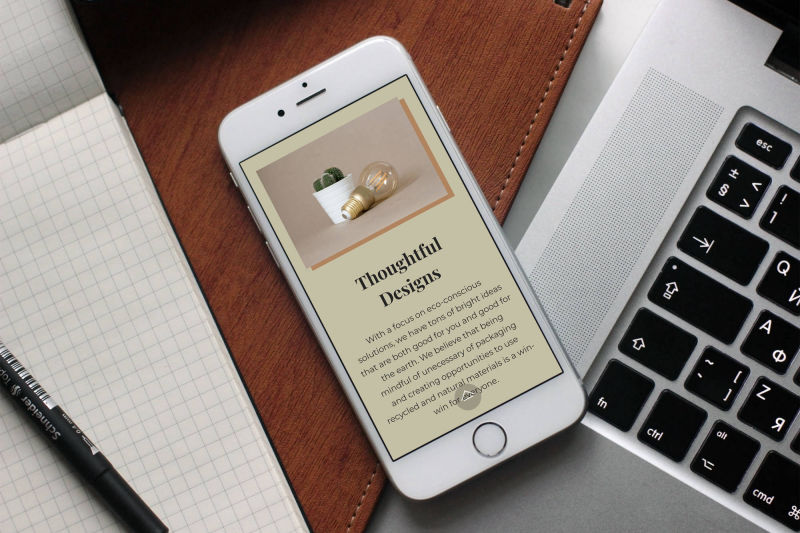 Thoughtful
Designs
With a focus on eco-conscious
solutions, we have tons of bright ideas
that are both good for you and good for
the earth. We believe that being
mindful of unecessary of packaging
and creating opportunities to use
recycled and natural materials is a win-
win for everyone.
Schneider
esc
±
§
<
>
!
1
Q
Й
A
Ф
~
[
]
Z
Я
fn
ctrl
alt
cmd
⌘